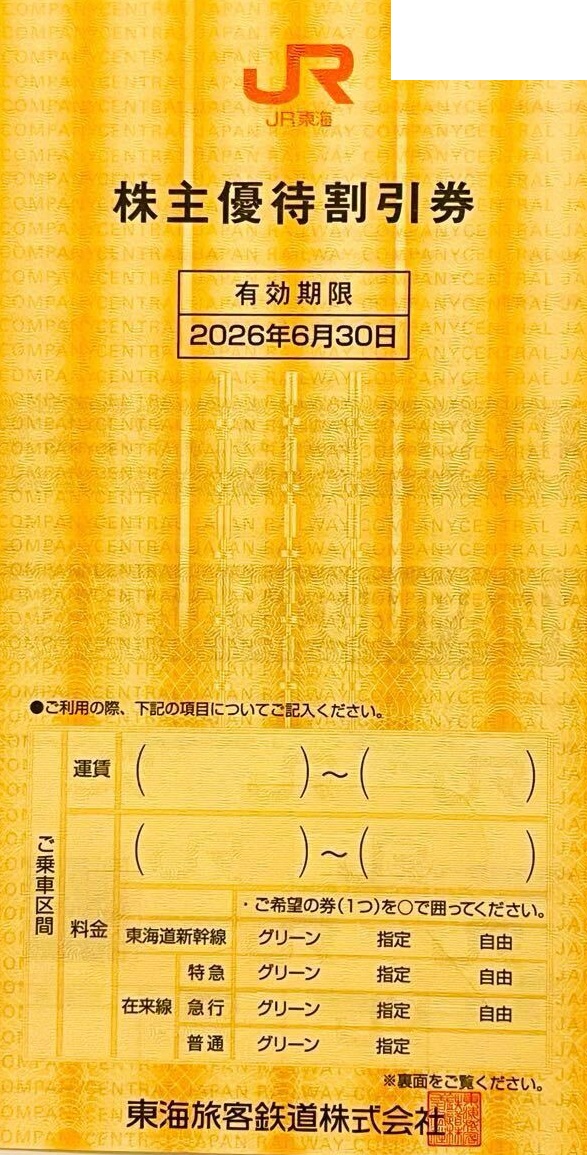 JR
JR東海
株主優待割引券
有効期限
2026年6月30日
●ご利用の際、下記の項目についてご記入ください。
ご乗車区間
運賃 ( ) ~ ( )
料金 ( ) ~ ( )
・ご希望の券(1つ)を○で囲ってください。
東海道新幹線 グリーン 指定 自由
在来線
特急 グリーン 指定 自由
急行 グリーン 指定 自由
普通 グリーン 指定
※裏面をご覧ください。
東海旅客鉄道株式会社